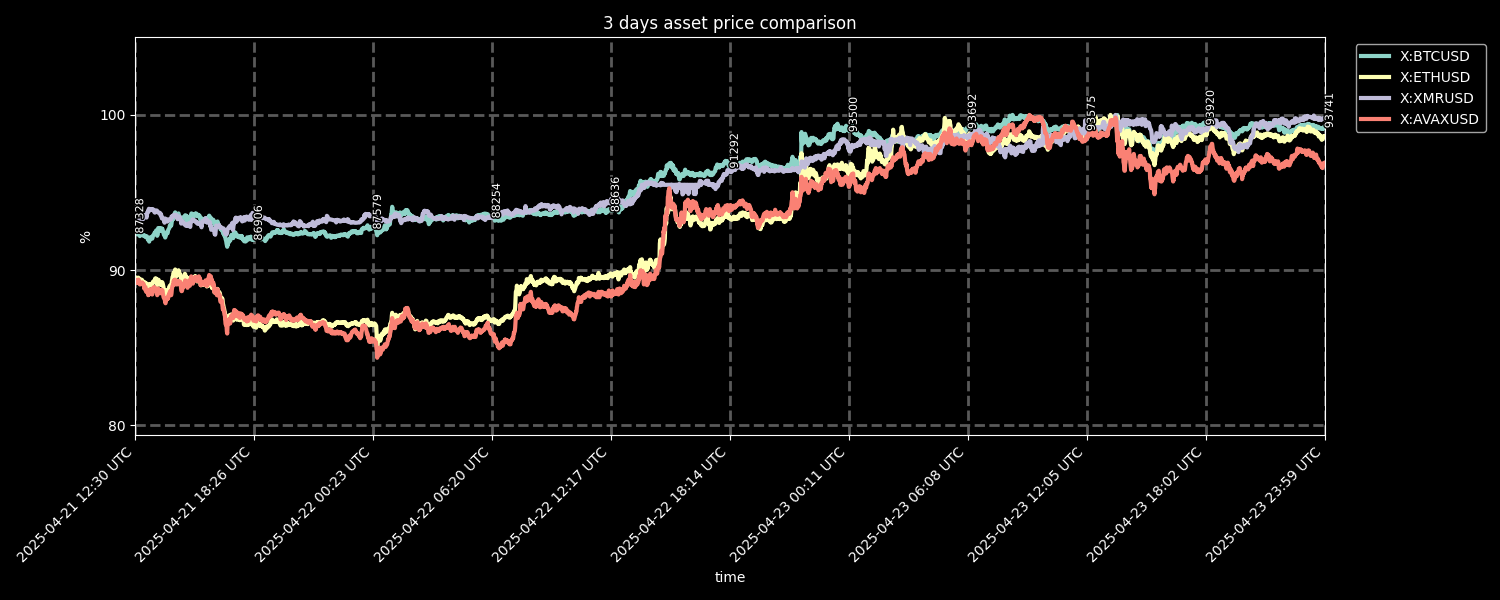 3 days asset price comparison
X:BTCUSD
X:ETHUSD
X:XMRUSD
X:AVAXUSD
100
90
80
%
87328
86906
87579
88254
88636
91292
93500
93692
93575
93920
93741
2025-04-21 12:30 UTC
2025-04-21 18:26 UTC
2025-04-22 00:23 UTC
2025-04-22 06:20 UTC
2025-04-22 12:17 UTC
2025-04-22 18:14 UTC
2025-04-23 00:11 UTC
2025-04-23 06:08 UTC
2025-04-23 12:05 UTC
2025-04-23 18:02 UTC
2025-04-23 23:59 UTC
time